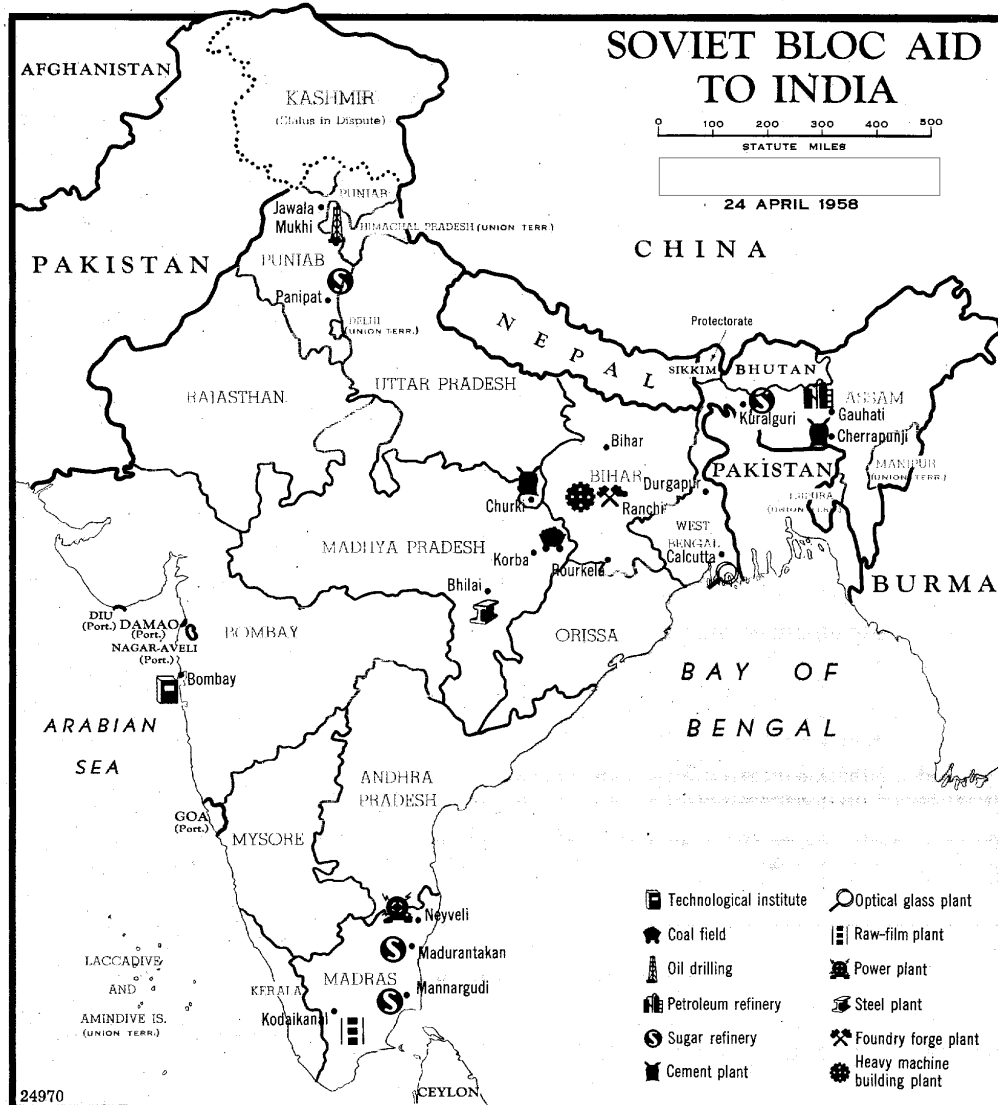 SOVIET BLOC AID
TO INDIA
0 100 200 300 500
STATUTE MILES
24 APRIL 1958
AFGHANISTAN
KASHMIR
(Status in Dispute)
PUNJAB
Jawala
Mukhi
HIMACHAL PRADESH (UNION TERR.)
PAKISTAN
CHINA
PUNJAB
Panipat
DELHI
(UNION TERR.)
NEPAL
Protectorate
SIKKIM
BHUTAN
UTTAR PRADESH
RAJASTHAN
ASSAM
Kuralguri
Gauhati
Cherrapunji
Bihar
PAKISTAN
MANIPUR
(UNION TERR.)
BIHAR
Durgapur
Churki
Ranchi
WEST
BENGAL
Calcutta
MADHYA PRADESH
Korba
Rourkela
BURMA
Bhilai
DIU
(Port.)
DAMAO
(Port.)
NAGAR-AVELI
(Port.)
BOMBAY
ORISSA
Bombay
BAY OF
BENGAL
ARABIAN
SEA
ANDHRA
PRADESH
GOA
(Port.)
MYSORE
Neyveli
Madurantakan
MADRAS
Mannargudi
KERALA
Kodaikanal
LACCADIVE
AND
AMINDIVE IS.
(UNION TERR.)
CEYLON
Technological institute
Coal field
Oil drilling
Petroleum refinery
Sugar refinery
Cement plant
Optical glass plant
Raw-film plant
Power plant
Steel plant
Foundry forge plant
Heavy machine
building plant
24970